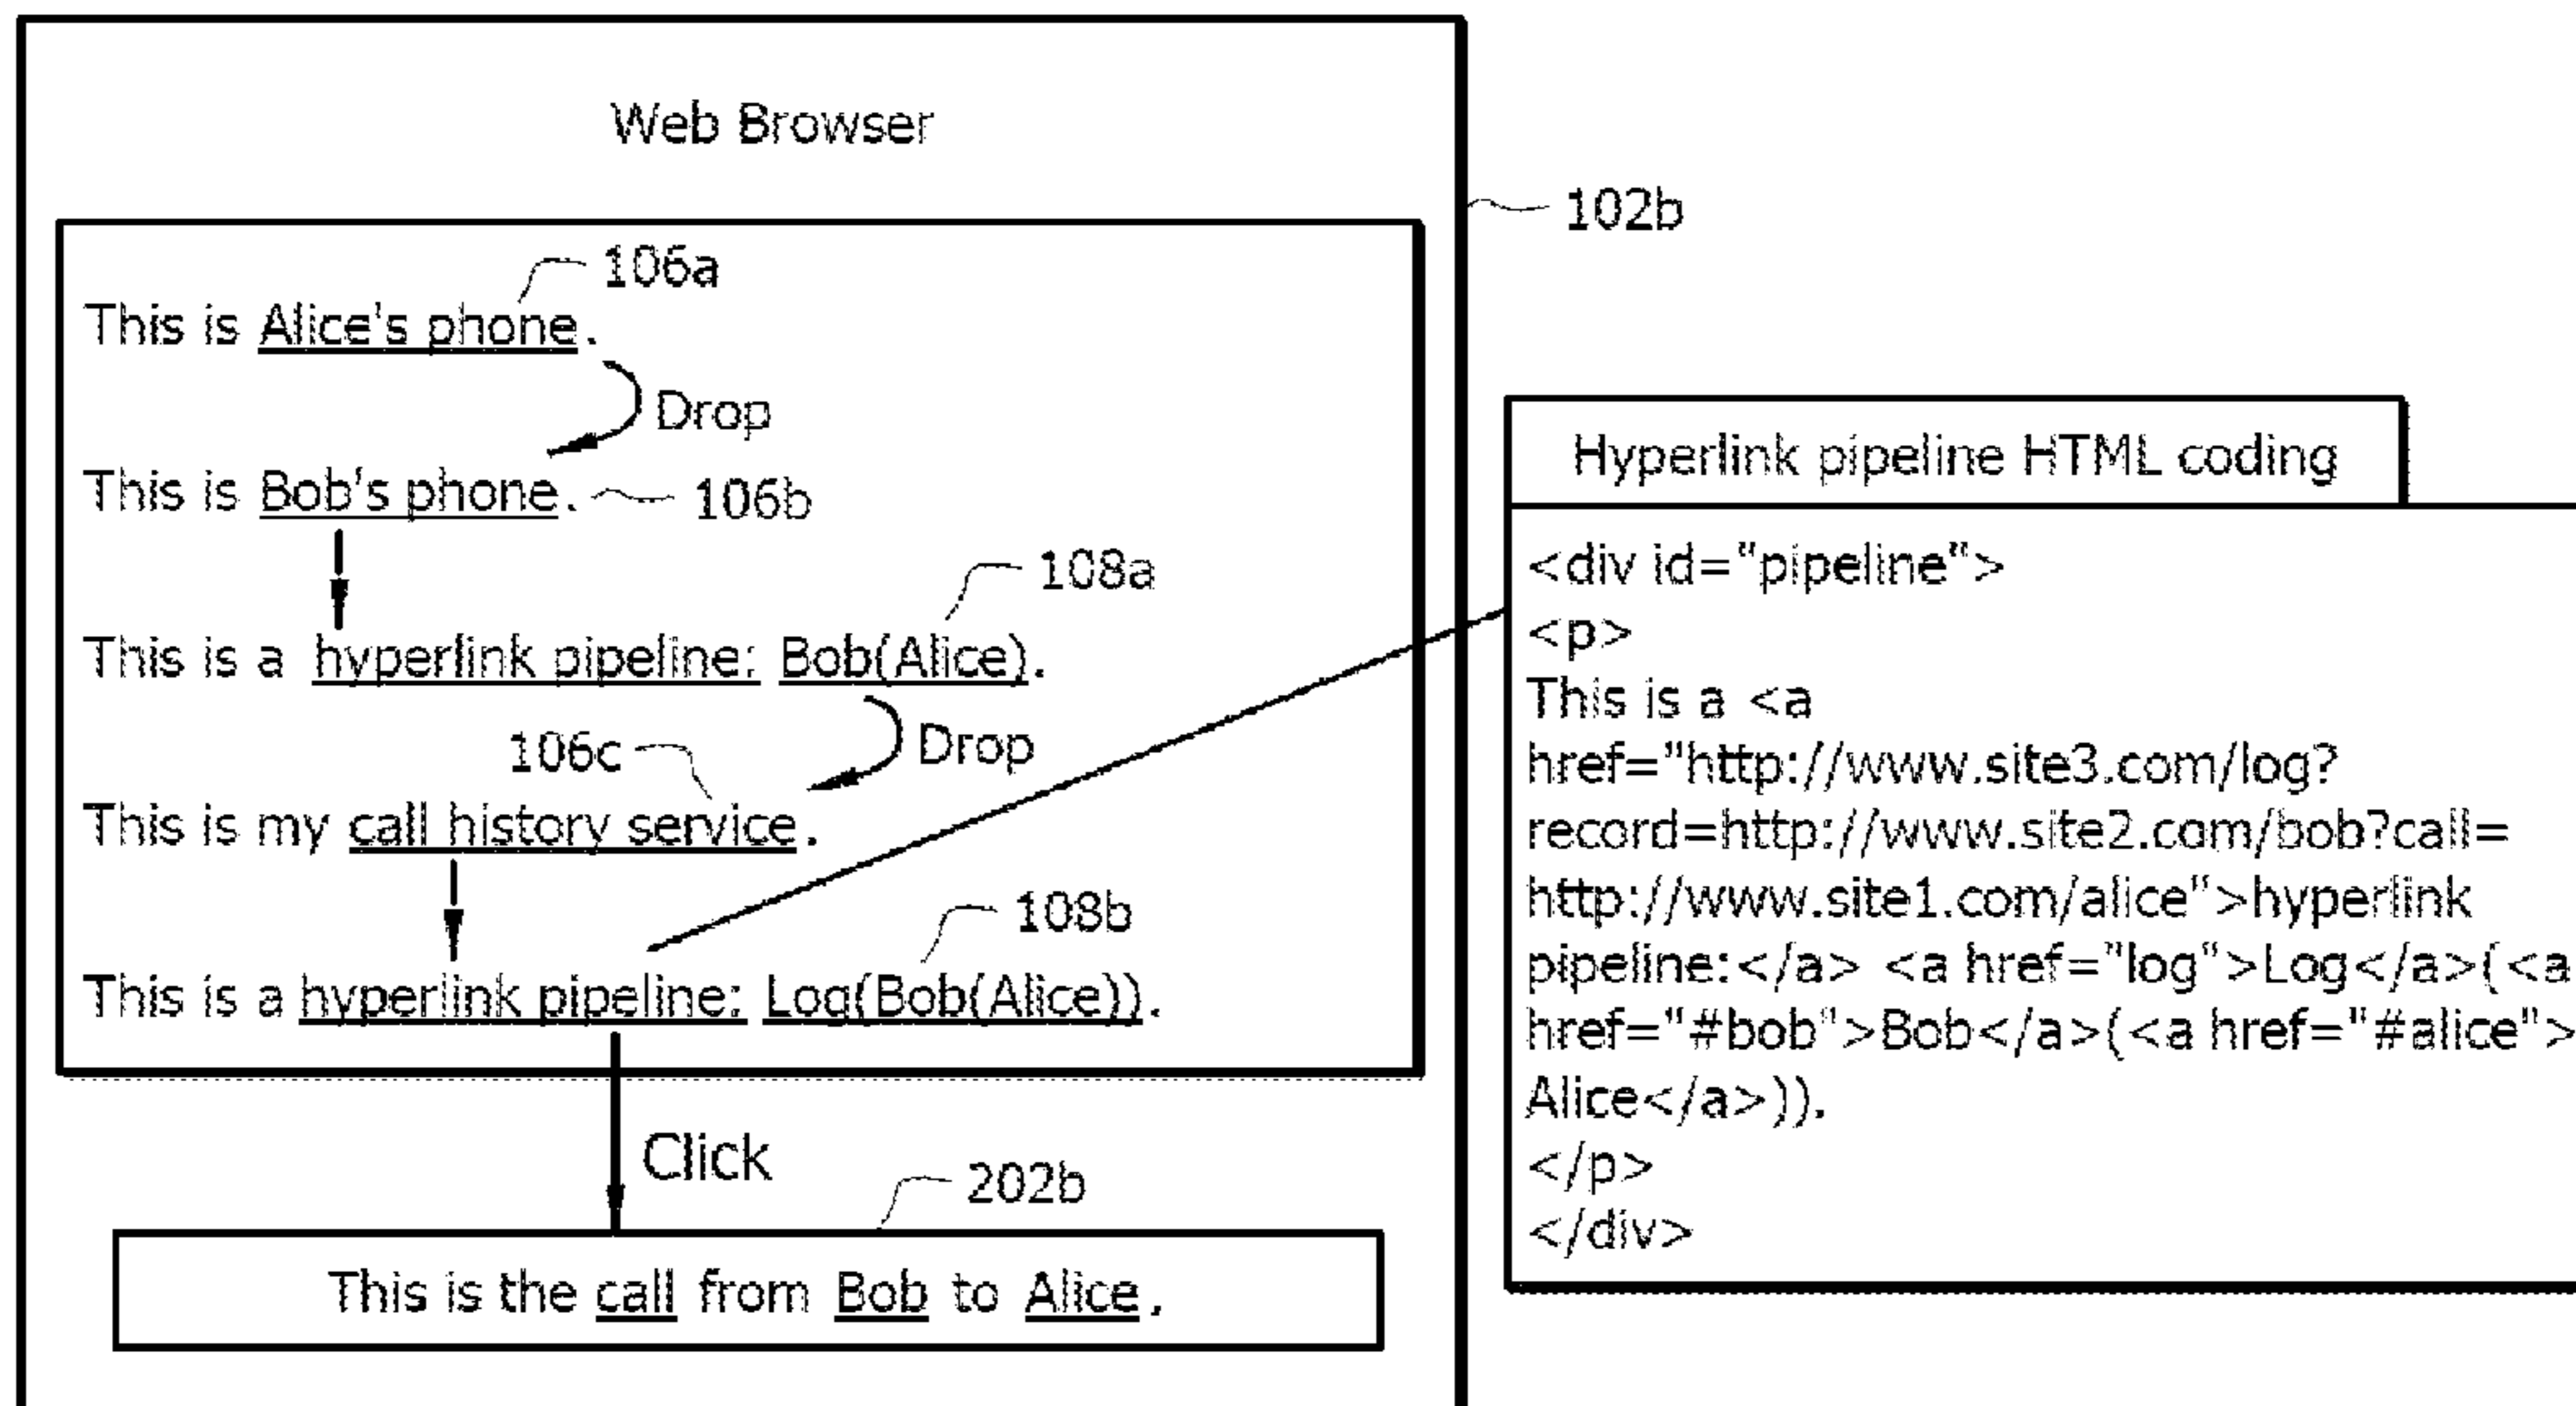 Web Browser
102b
106a
This is Alice's phone.
Drop
This is Bob's phone. 106b
108a
This is a hyperlink pipeline: Bob(Alice).
106c Drop
This is my call history service.
108b
This is a hyperlink pipeline: Log(Bob(Alice)).
Click
202b
This is the call from Bob to Alice.
Hyperlink pipeline HTML coding
<div id="pipeline">
<p>
This is a <a
href="http://www.site3.com/log?
record=http://www.site2.com/bob?call=
http://www.site1.com/alice">hyperlink
pipeline:</a> <a href="log">Log</a>(<a
href="#bob">Bob</a>(<a href="#alice">
Alice</a>)).
</p>
</div>